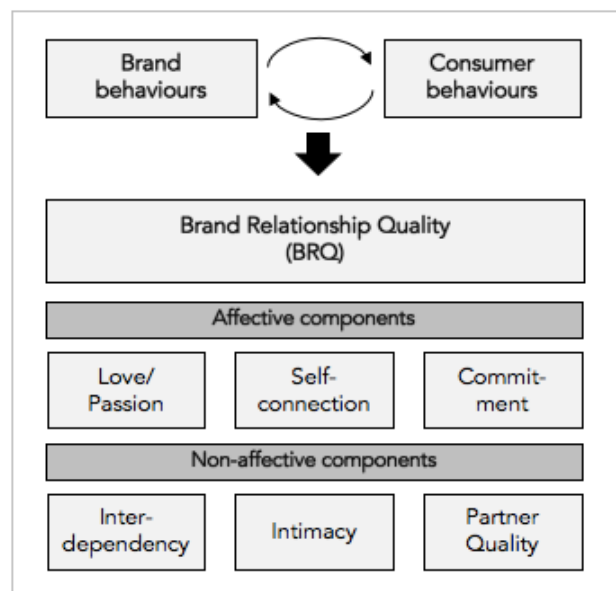 Brand
behaviours
Consumer
behaviours
Brand Relationship Quality
(BRQ)
Affective components
Love/
Passion
Self-
connection
Commit-
ment
Non-affective components
Inter-
dependency
Intimacy
Partner
Quality